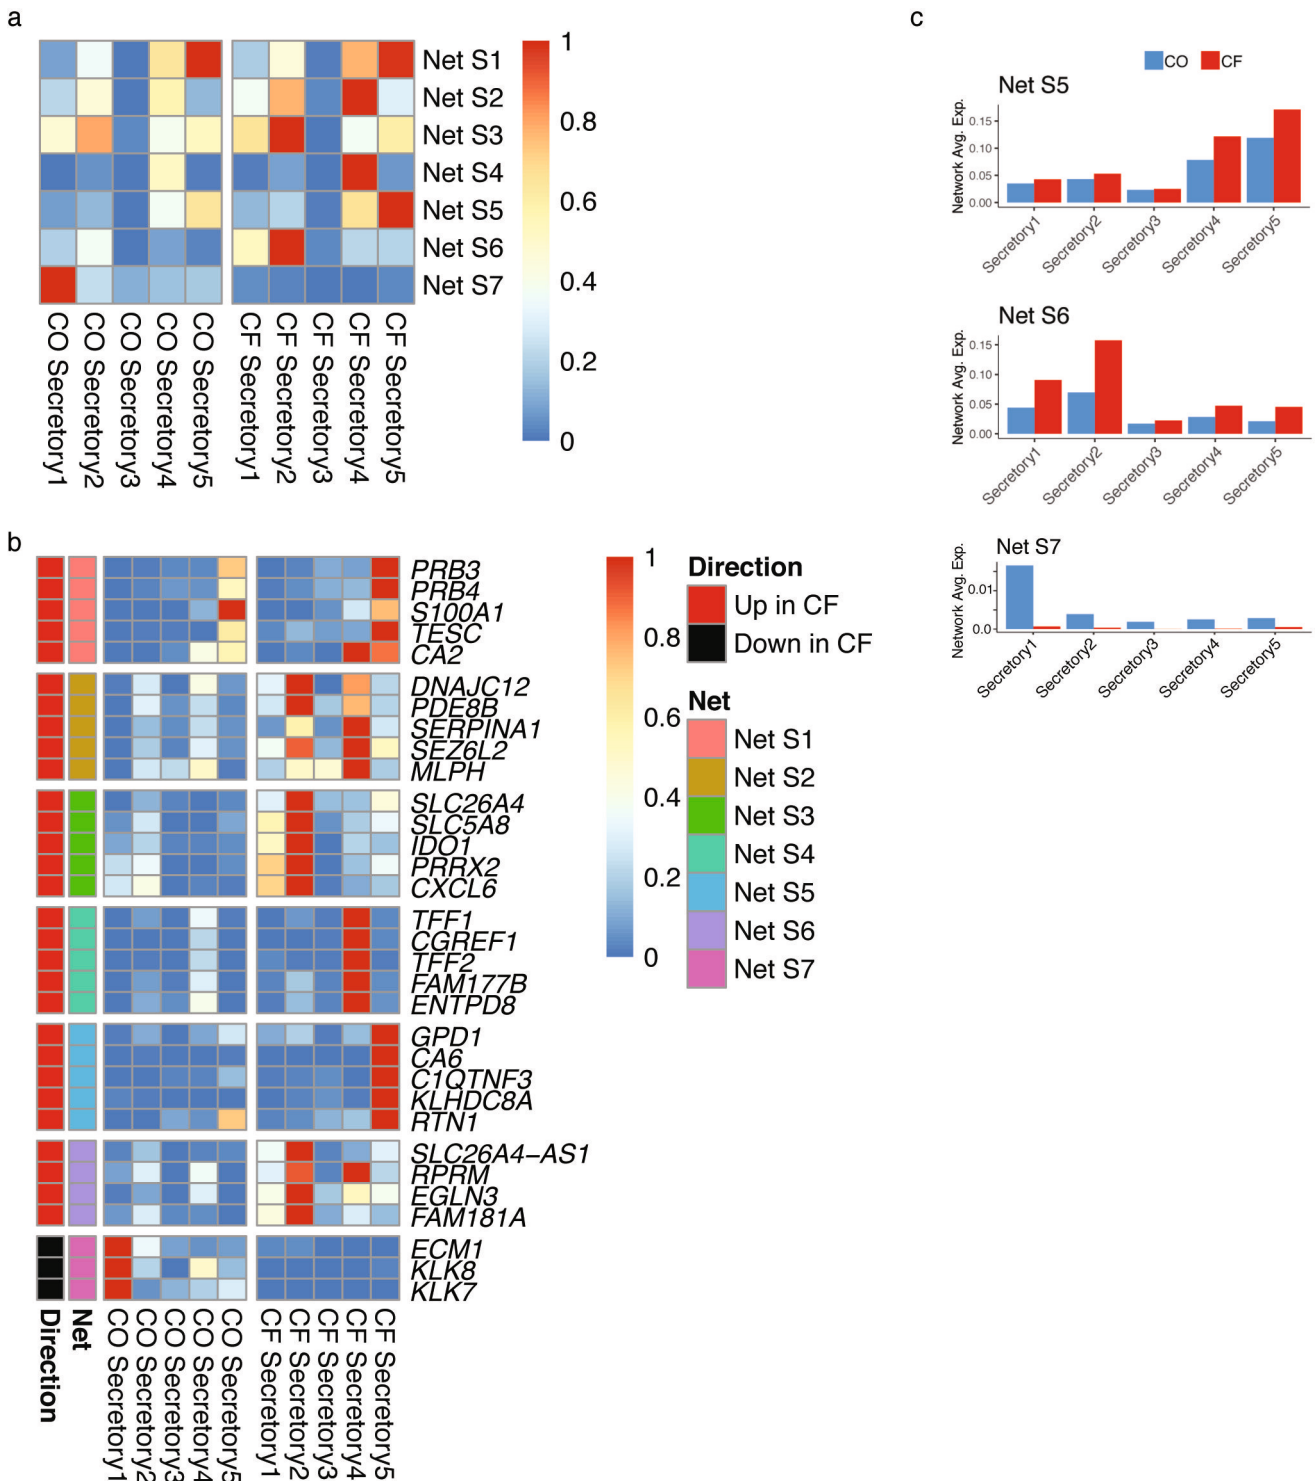 a
Net S1
Net S2
Net S3
Net S4
Net S5
Net S6
Net S7
1
0.8
0.6
0.4
0.2
0
CO Secretory1
CO Secretory2
CO Secretory3
CO Secretory4
CO Secretory5
CF Secretory1
CF Secretory2
CF Secretory3
CF Secretory4
CF Secretory5
b
PRB3
PRB4
S100A1
TESC
CA2
DNAJC12
PDE8B
SERPINA1
SEZ6L2
MLPH
SLC26A4
SLC5A8
IDO1
PRRX2
CXCL6
TFF1
CGREF1
TFF2
FAM177B
ENTPD8
GPD1
CA6
C1QTNF3
KLHDC8A
RTN1
SLC26A4−AS1
RPRM
EGLN3
FAM181A
ECM1
KLK8
KLK7
Direction
Net
CO Secretory1
CO Secretory2
CO Secretory3
CO Secretory4
CO Secretory5
CF Secretory1
CF Secretory2
CF Secretory3
CF Secretory4
CF Secretory5
1
0.8
0.6
0.4
0.2
0
Direction
Up in CF
Down in CF
Net
Net S1
Net S2
Net S3
Net S4
Net S5
Net S6
Net S7
c
CO CF
Net S5
Network Avg. Exp.
0.15
0.10
0.05
0.00
Secretory1
Secretory2
Secretory3
Secretory4
Secretory5
Net S6
Network Avg. Exp.
0.15
0.10
0.05
0.00
Secretory1
Secretory2
Secretory3
Secretory4
Secretory5
Net S7
Network Avg. Exp.
0.01
0.0
Secretory1
Secretory2
Secretory3
Secretory4
Secretory5